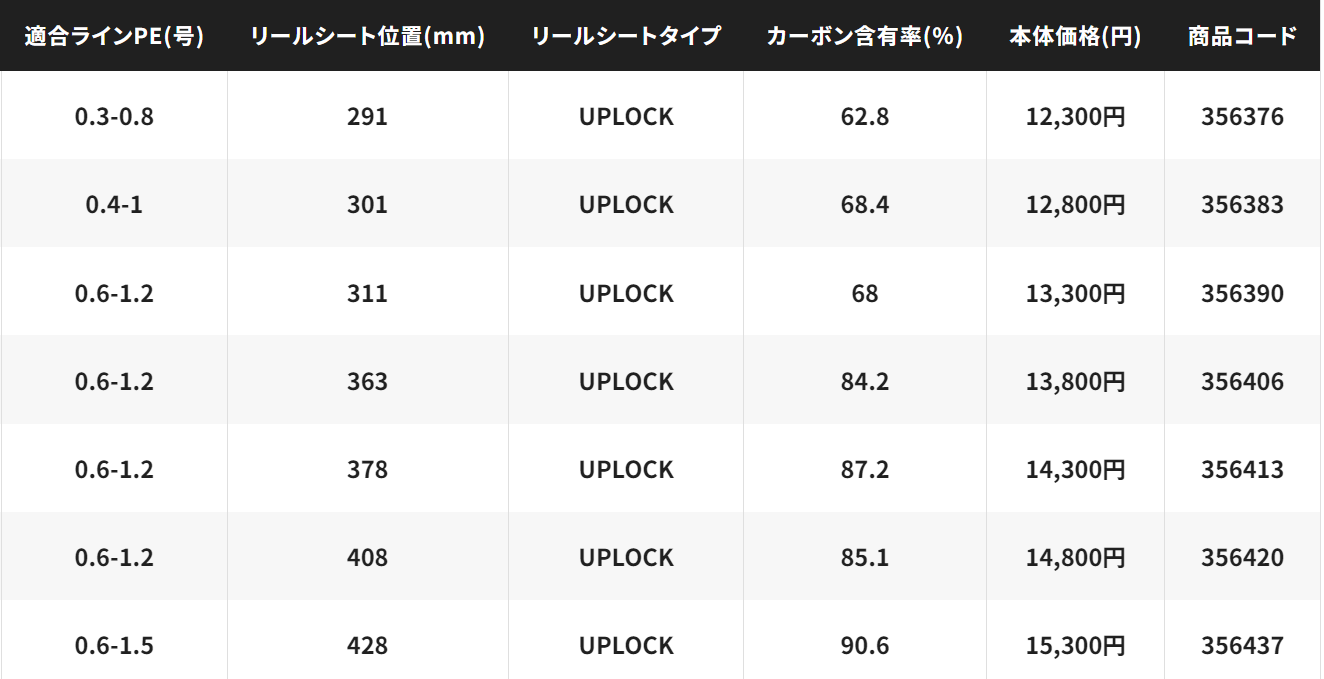 適合ラインPE(号) リールシート位置(mm) リールシートタイプ カーボン含有率(%) 本体価格(円) 商品コード
0.3-0.8 291 UPLOCK 62.8 12,300円 356376
0.4-1 301 UPLOCK 68.4 12,800円 356383
0.6-1.2 311 UPLOCK 68 13,300円 356390
0.6-1.2 363 UPLOCK 84.2 13,800円 356406
0.6-1.2 378 UPLOCK 87.2 14,300円 356413
0.6-1.2 408 UPLOCK 85.1 14,800円 356420
0.6-1.5 428 UPLOCK 90.6 15,300円 356437